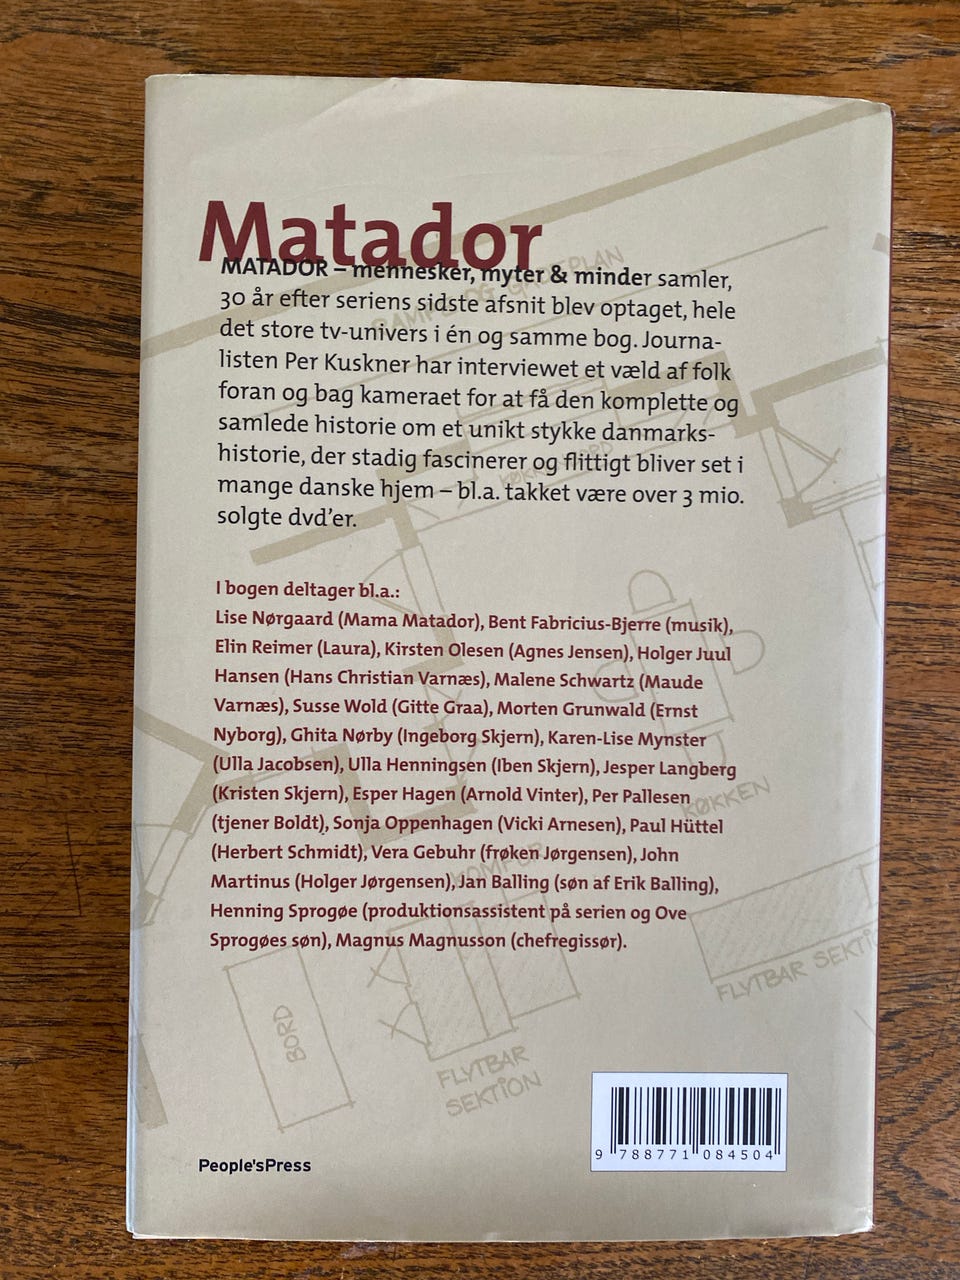 Matador
MATADOR – mennesker, myter & minder samler,
30 år efter seriens sidste afsnit blev optaget, hele
det store tv-univers i én og samme bog. Journa-
listen Per Kuskner har interviewet et væld af folk
foran og bag kameraet for at få den komplette og
samlede historie om et unikt stykke danmarks-
historie, der stadig fascinerer og flittigt bliver set i
mange danske hjem – bl.a. takket være over 3 mio.
solgte dvd’er.
I bogen deltager bl.a.:
Lise Nørgaard (Mama Matador), Bent Fabricius-Bjerre (musik),
Elin Reimer (Laura), Kirsten Olesen (Agnes Jensen), Holger Juul
Hansen (Hans Christian Varnæs), Malene Schwartz (Maude
Varnæs), Susse Wold (Gitte Graa), Morten Grunwald (Ernst
Nyborg), Ghita Nørby (Ingeborg Skjern), Karen-Lise Mynster
(Ulla Jacobsen), Ulla Henningsen (Iben Skjern), Jesper Langberg
(Kristen Skjern), Esper Hagen (Arnold Vinter), Per Pallesen
(tjener Boldt), Sonja Oppenhagen (Vicki Arnesen), Paul Hüttel
(Herbert Schmidt), Vera Gebuhr (frøken Jørgensen), John
Martinus (Holger Jørgensen), Jan Balling (søn af Erik Balling),
Henning Sprogøe (produktionsassistent på serien og Ove
Sprogøes søn), Magnus Magnusson (chefregissør).
KØKKEN
KOMFUR
FLYTBAR SEKTI
BORD
FLYTBAR
SEKTION
People'sPress
9 788771 084504